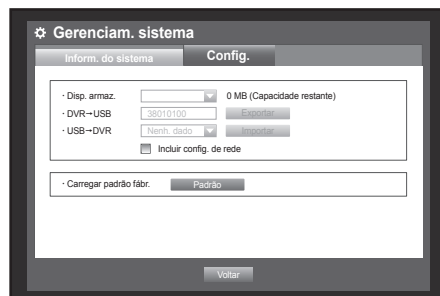 Gerenciam. sistema
Inform. do sistema Config.
· Disp. armaz. 0 MB (Capacidade restante)
· DVR→USB 38010100 Exportar
· USB→DVR Nenh. dado Importar
Incluir config. de rede
· Carregar padrão fábr. Padrão
Voltar